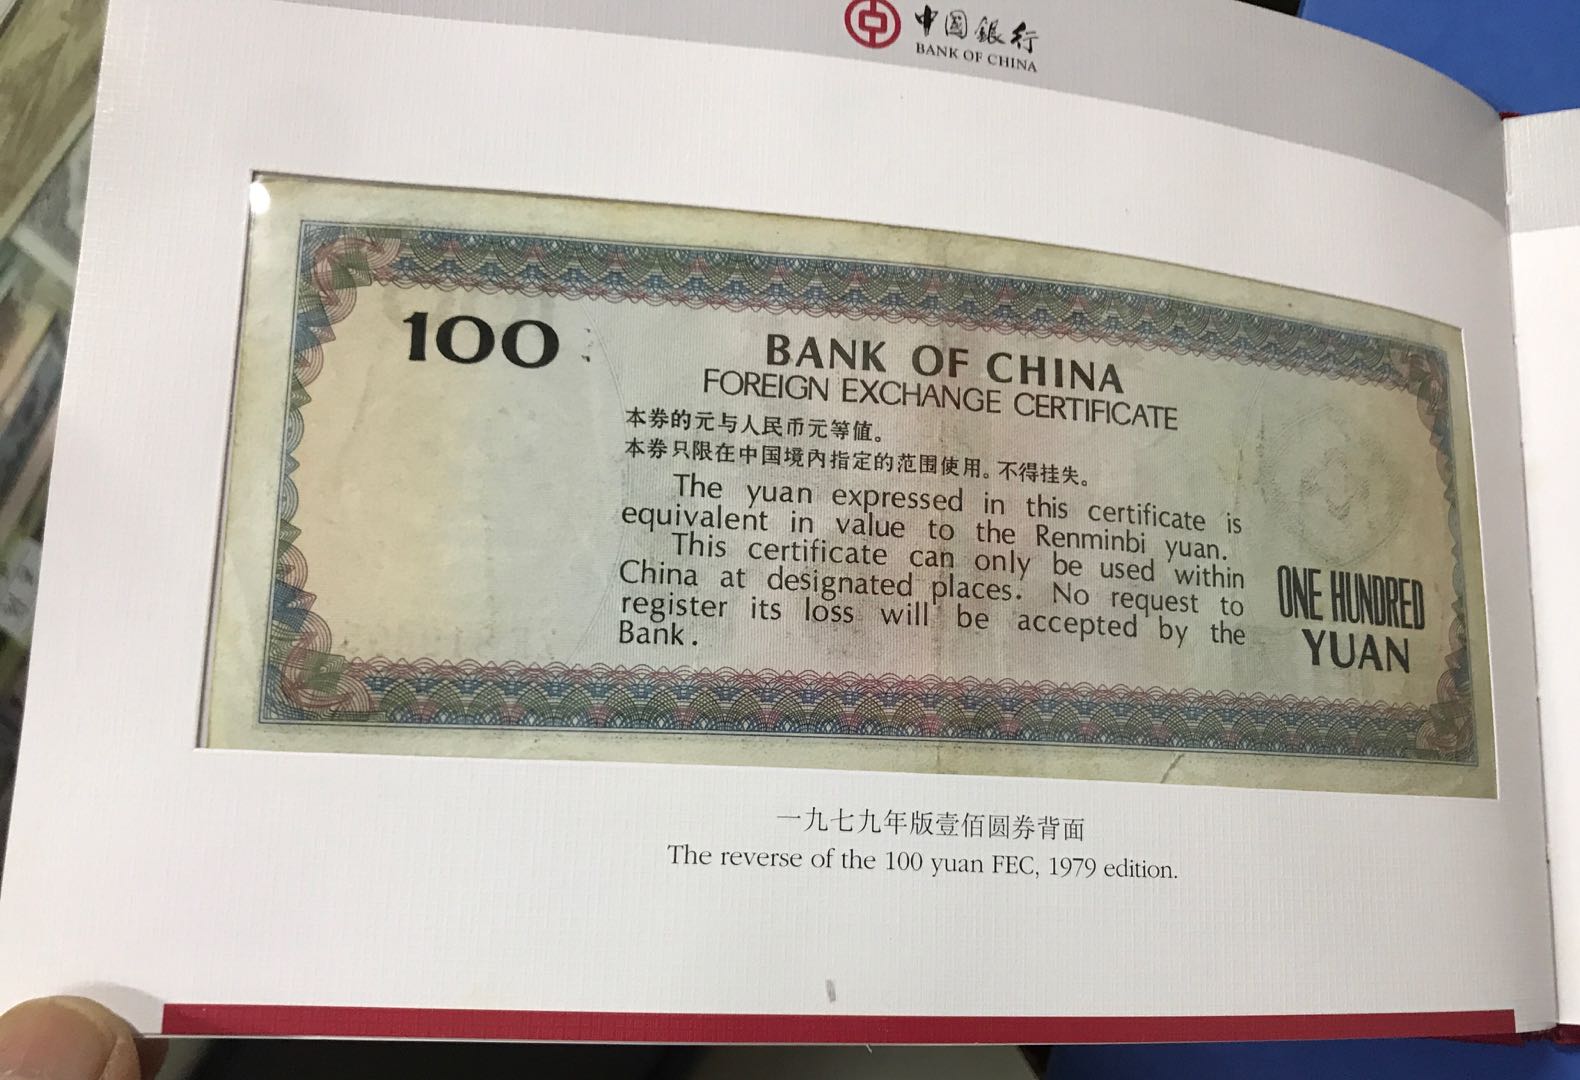 中國銀行
BANK OF CHINA
100
BANK OF CHINA
FOREIGN EXCHANGE CERTIFICATE
本券的元与人民币元等值。
本券只限在中国境内指定的范围使用。不得挂失。
The yuan expressed in this certificate is
equivalent in value to the Renminbi yuan.
This certificate can only be used within
China at designated places. No request to
register its loss will be accepted by the
Bank.
ONE HUNDRED
YUAN
一九七九年版壹佰圆券背面
The reverse of the 100 yuan FEC, 1979 edition.